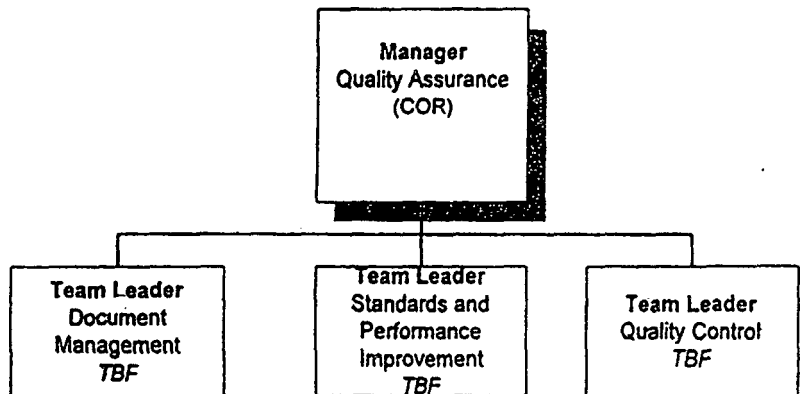 Manager
Quality Assurance
(COR)
Team Leader
Document
Management
TBF
Team Leader
Standards and
Performance
Improvement
TBF
Team Leader
Quality Control
TBF